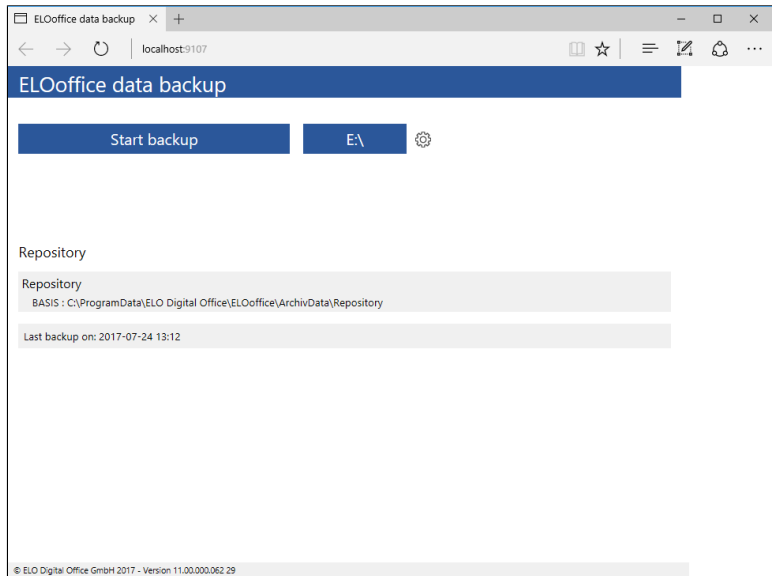 ELOoffice data backup
localhost:9107
ELOoffice data backup
Start backup E:\
Repository
Repository
BASIS : C:\ProgramData\ELO Digital Office\ELOoffice\ArchivData\Repository
Last backup on: 2017-07-24 13:12
© ELO Digital Office GmbH 2017 - Version 11.00.000.062 29